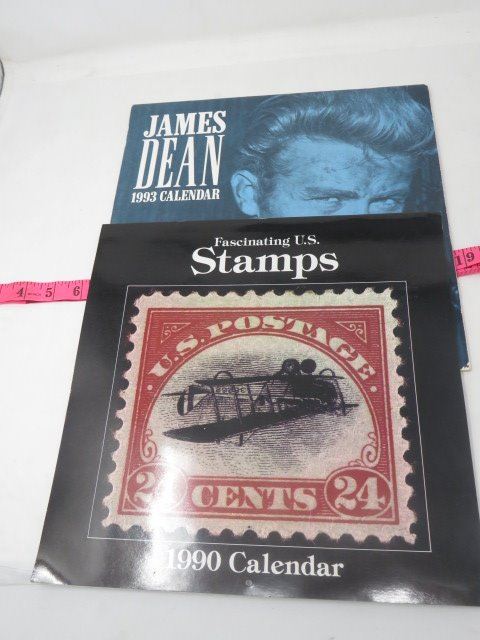 JAMES
DEAN
1993 CALENDAR
Fascinating U.S.
Stamps
4 5 6
19
U.S. POSTAGE
24 CENTS 24
1990 Calendar